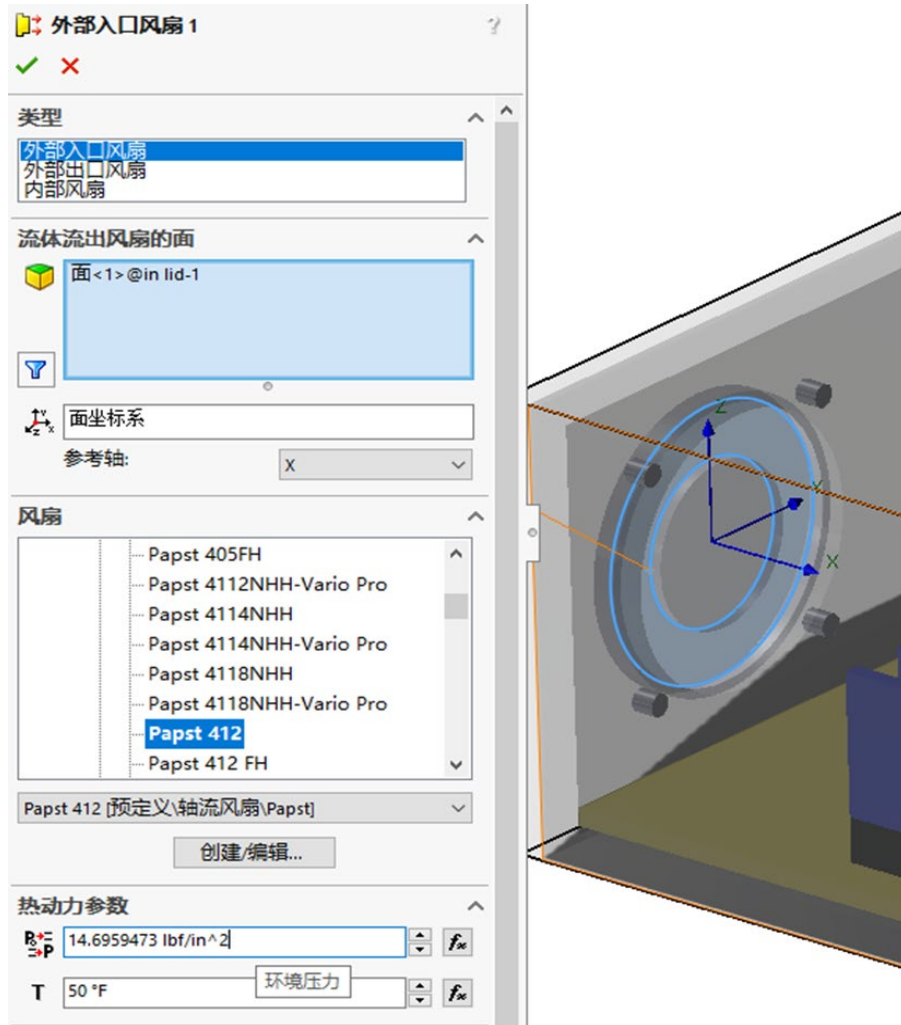 外部入口风扇 1
?
类型
外部入口风扇
外部出口风扇
内部风扇
流体流出风扇的面
面<1>@in lid-1
面坐标系
参考轴:
X
风扇
Papst 405FH
Papst 4112NHH-Vario Pro
Papst 4114NHH
Papst 4114NHH-Vario Pro
Papst 4118NHH
Papst 4118NHH-Vario Pro
Papst 412
Papst 412 FH
Papst 412 [预定义\轴流风扇\Papst]
创建/编辑...
热动力参数
14.6959473 lbf/in^2
环境压力
T
50 °F
Z
Y
X